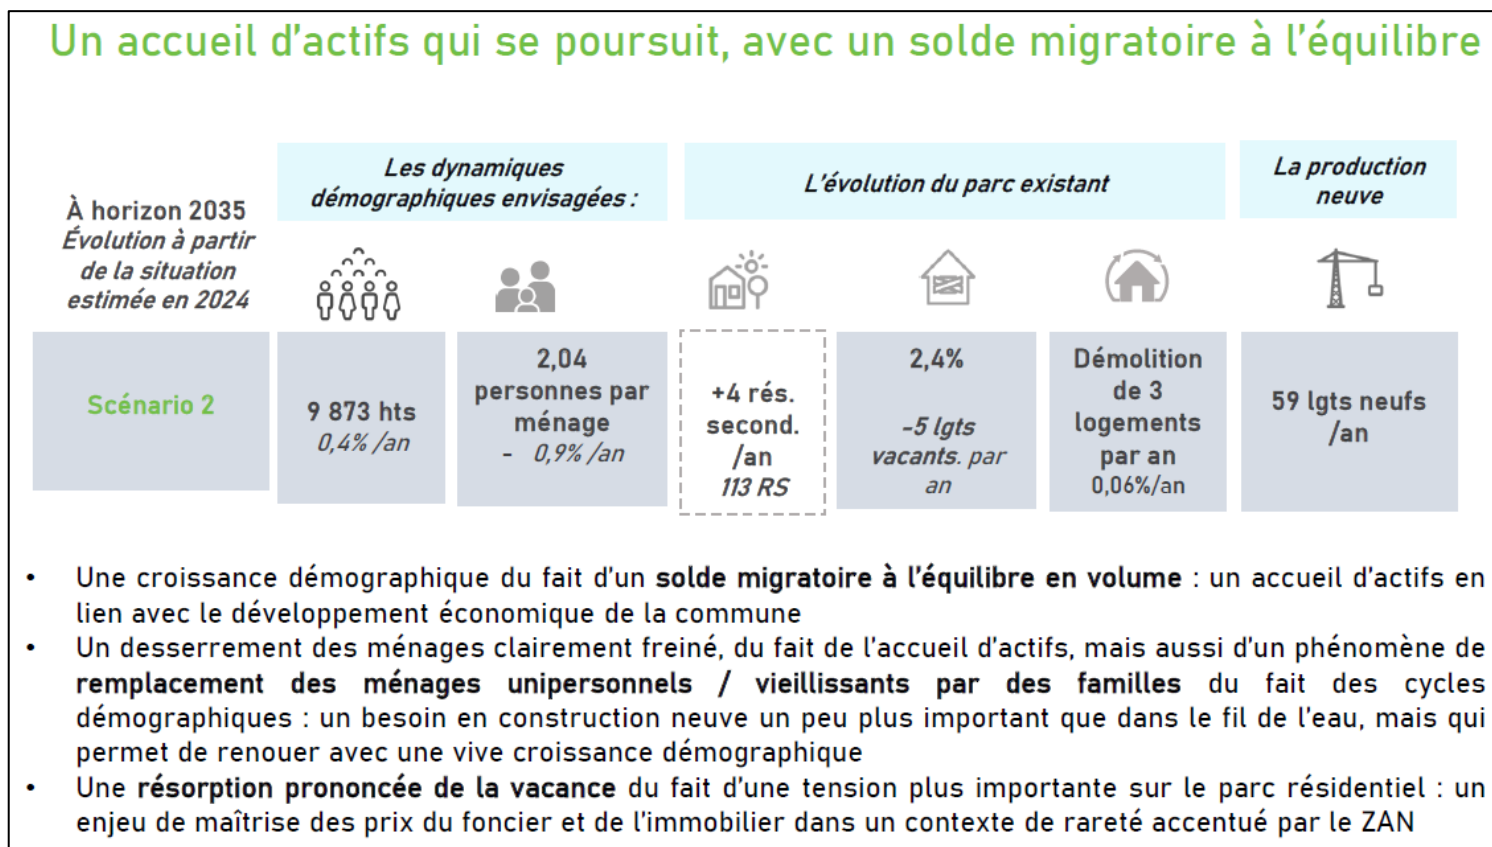 Un accueil d’actifs qui se poursuit, avec un solde migratoire à l’équilibre
À horizon 2035
Évolution à partir
de la situation
estimée en 2024
Les dynamiques
démographiques envisagées :
L'évolution du parc existant
La production
neuve
Scénario 2
9 873 hts
0,4% /an
2,04
personnes par
ménage
- 0,9% /an
+4 rés.
second.
/an
113 RS
2,4%
-5 lgts
vacants. par
an
Démolition
de 3
logements
par an
0,06%/an
59 lgts neufs
/an
• Une croissance démographique du fait d’un solde migratoire à l’équilibre en volume : un accueil d’actifs en
lien avec le développement économique de la commune
• Un desserrement des ménages clairement freiné, du fait de l’accueil d’actifs, mais aussi d’un phénomène de
remplacement des ménages unipersonnels / vieillissants par des familles du fait des cycles
démographiques : un besoin en construction neuve un peu plus important que dans le fil de l’eau, mais qui
permet de renouer avec une vive croissance démographique
• Une résorption prononcée de la vacance du fait d’une tension plus importante sur le parc résidentiel : un
enjeu de maîtrise des prix du foncier et de l’immobilier dans un contexte de rareté accentué par le ZAN